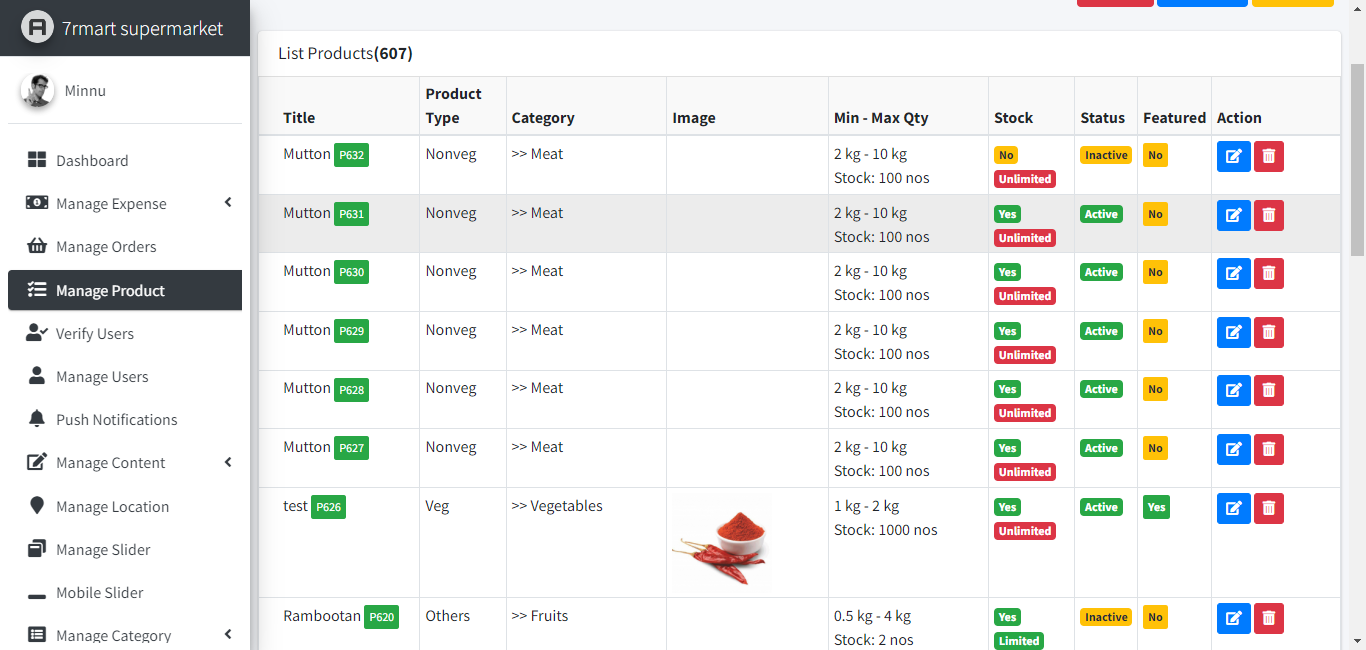 7rmart supermarket
Minnu
Dashboard
Manage Expense
Manage Orders
Manage Product
Verify Users
Manage Users
Push Notifications
Manage Content
Manage Location
Manage Slider
Mobile Slider
Manage Category
List Products(607)
Title Product Type Category Image Min - Max Qty Stock Status Featured Action
Mutton P632 Nonveg >> Meat 2 kg - 10 kg No Inactive No
Stock: 100 nos Unlimited
Mutton P631 Nonveg >> Meat 2 kg - 10 kg Yes Active No
Stock: 100 nos Unlimited
Mutton P630 Nonveg >> Meat 2 kg - 10 kg Yes Active No
Stock: 100 nos Unlimited
Mutton P629 Nonveg >> Meat 2 kg - 10 kg Yes Active No
Stock: 100 nos Unlimited
Mutton P628 Nonveg >> Meat 2 kg - 10 kg Yes Active No
Stock: 100 nos Unlimited
Mutton P627 Nonveg >> Meat 2 kg - 10 kg Yes Active No
Stock: 100 nos Unlimited
test P626 Veg >> Vegetables 1 kg - 2 kg Yes Active Yes
Stock: 1000 nos Unlimited
Rambootan P620 Others >> Fruits 0.5 kg - 4 kg Yes Inactive No
Stock: 2 nos Limited